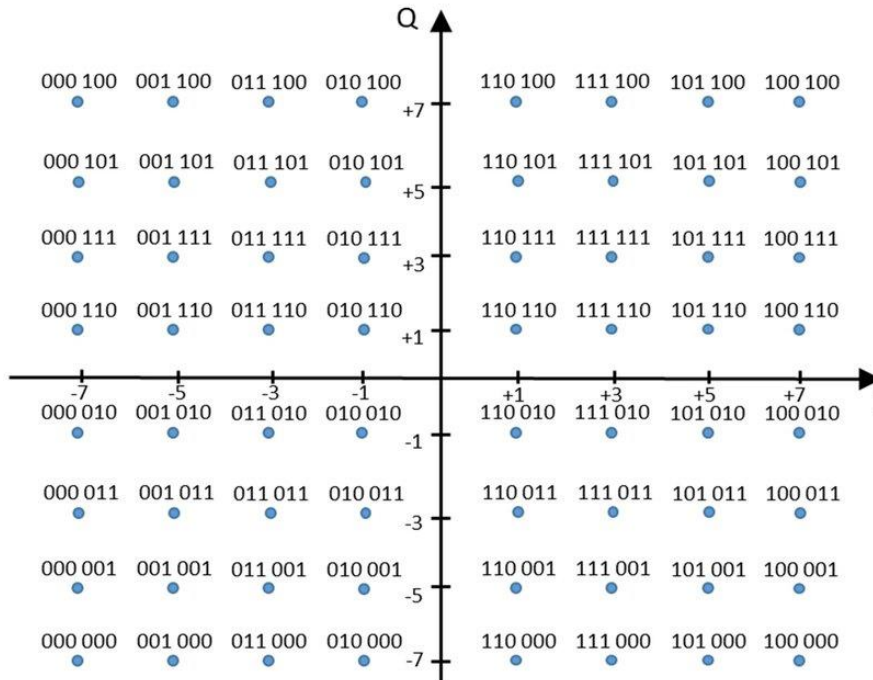 Q
000 100 001 100 011 100 010 100 110 100 111 100 101 100 100 100
+7
000 101 001 101 011 101 010 101 110 101 111 101 101 101 100 101
+5
000 111 001 111 011 111 010 111 110 111 111 111 101 111 100 111
+3
000 110 001 110 011 110 010 110 110 110 111 110 101 110 100 110
+1
-7 -5 -3 -1 +1 +3 +5 +7
000 010 001 010 011 010 010 010 110 010 111 010 101 010 100 010
-1
000 011 001 011 011 011 010 011 110 011 111 011 101 011 100 011
-3
000 001 001 001 011 001 010 001 110 001 111 001 101 001 100 001
-5
000 000 001 000 011 000 010 000 110 000 111 000 101 000 100 000
-7